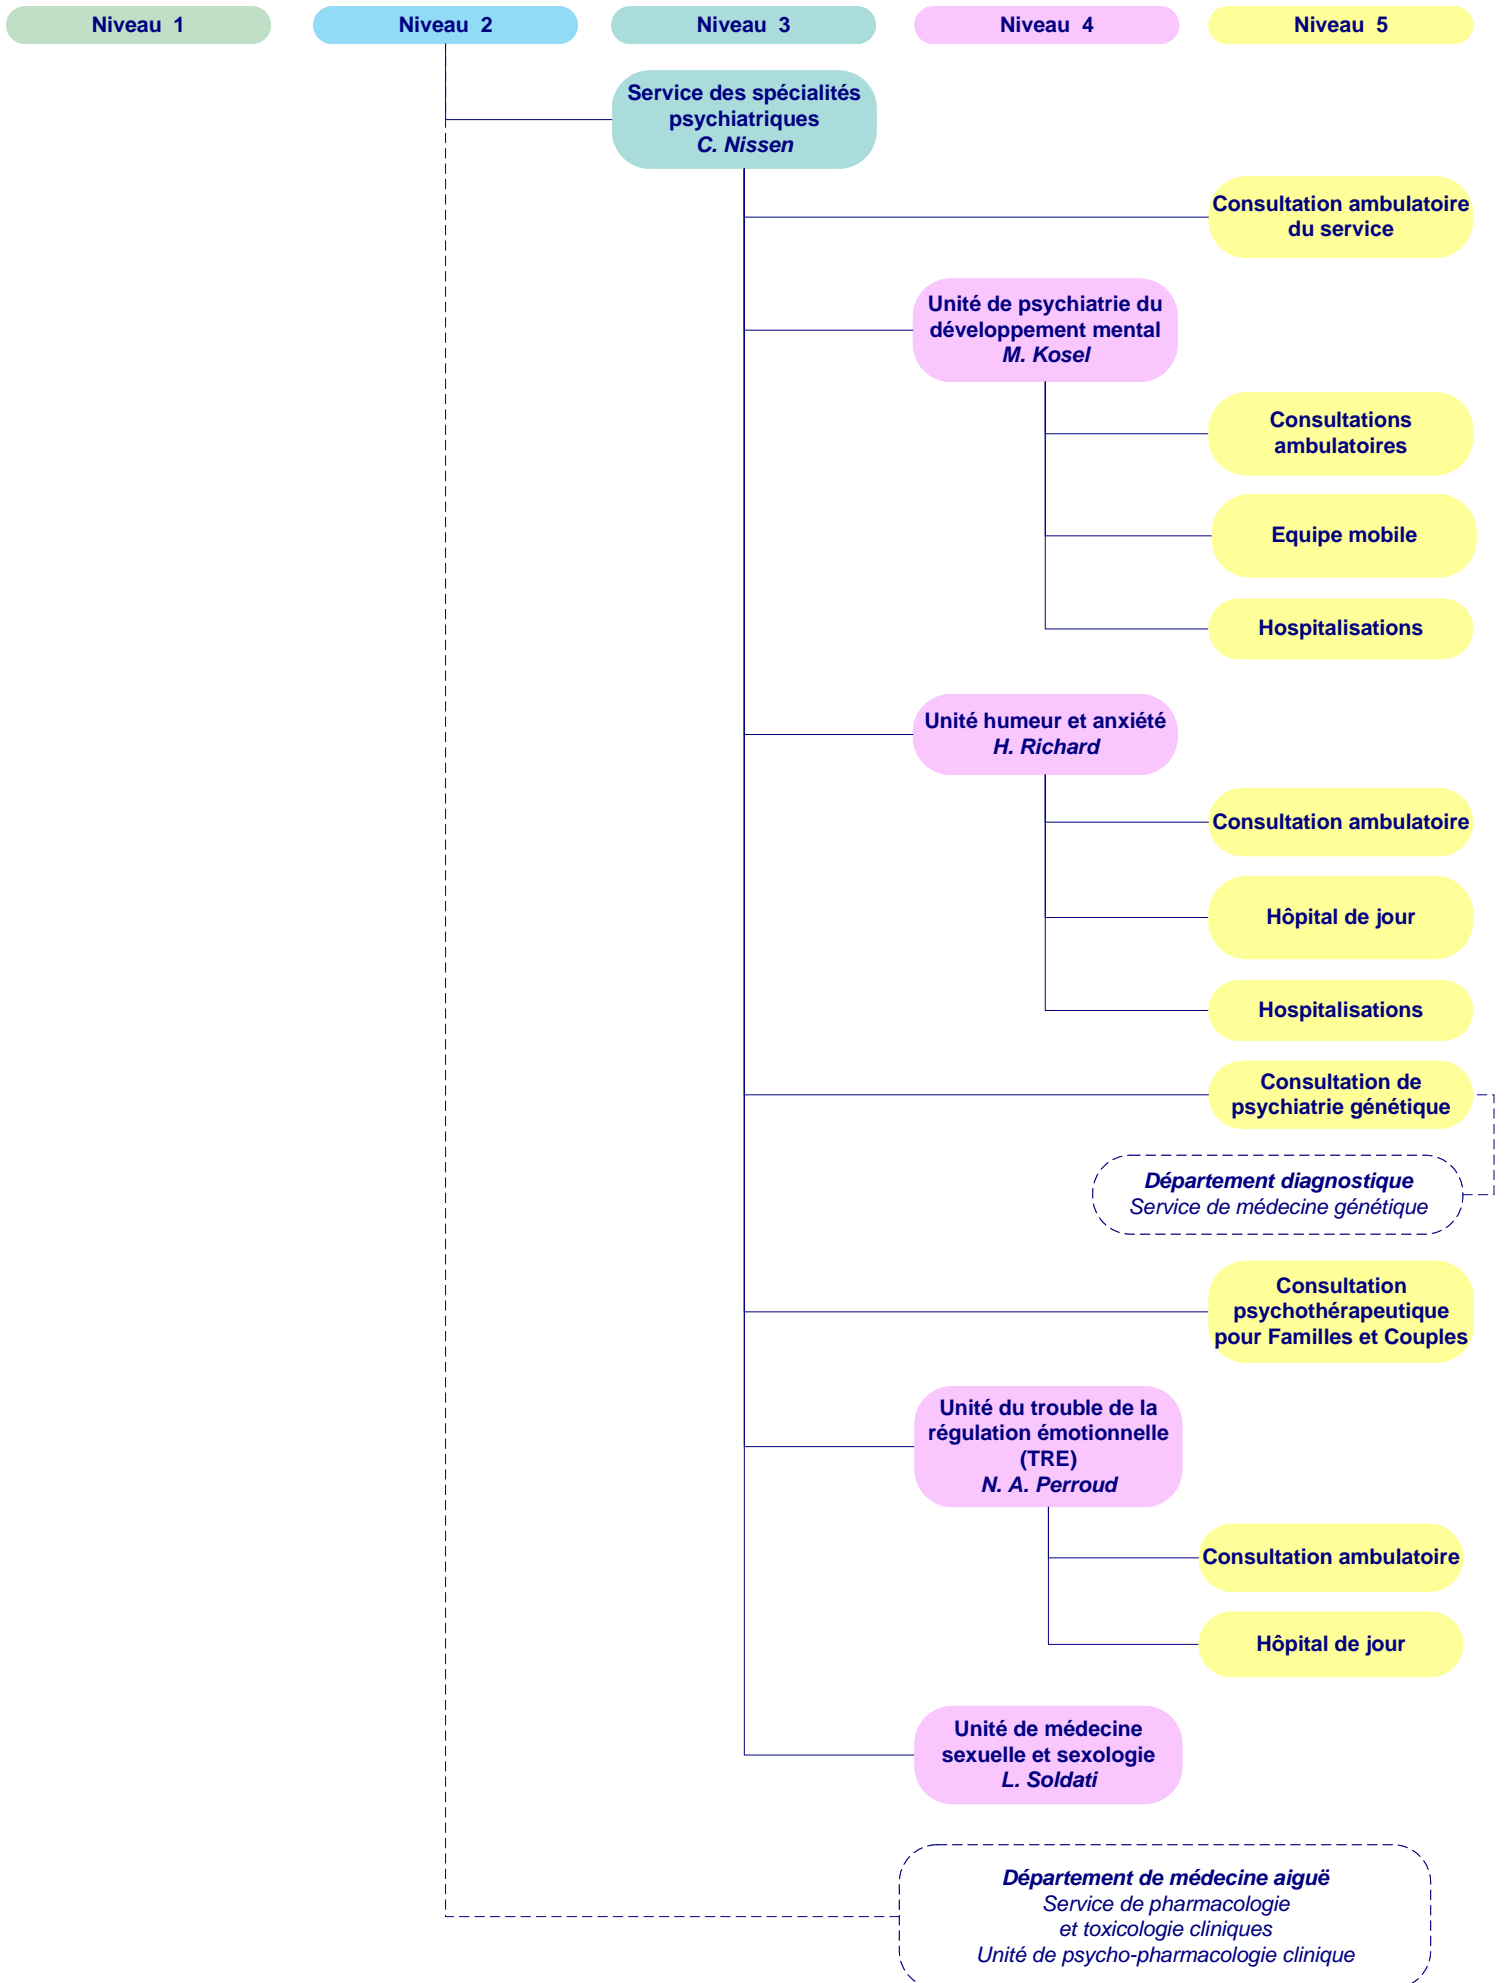 Niveau 1
Niveau 2
Niveau 3
Niveau 4
Niveau 5
Service des spécialités
psychiatriques
C. Nissen
Consultation ambulatoire
du service
Unité de psychiatrie du
développement mental
M. Kosel
Consultations
ambulatoires
Equipe mobile
Hospitalisations
Unité humeur et anxiété
H. Richard
Consultation ambulatoire
Hôpital de jour
Hospitalisations
Consultation de
psychiatrie génétique
Département diagnostique
Service de médecine génétique
Consultation
psychothérapeutique
pour Familles et Couples
Unité du trouble de la
régulation émotionnelle
(TRE)
N. A. Perroud
Consultation ambulatoire
Hôpital de jour
Unité de médecine
sexuelle et sexologie
L. Soldati
Département de médecine aiguë
Service de pharmacologie
et toxicologie cliniques
Unité de psycho-pharmacologie clinique